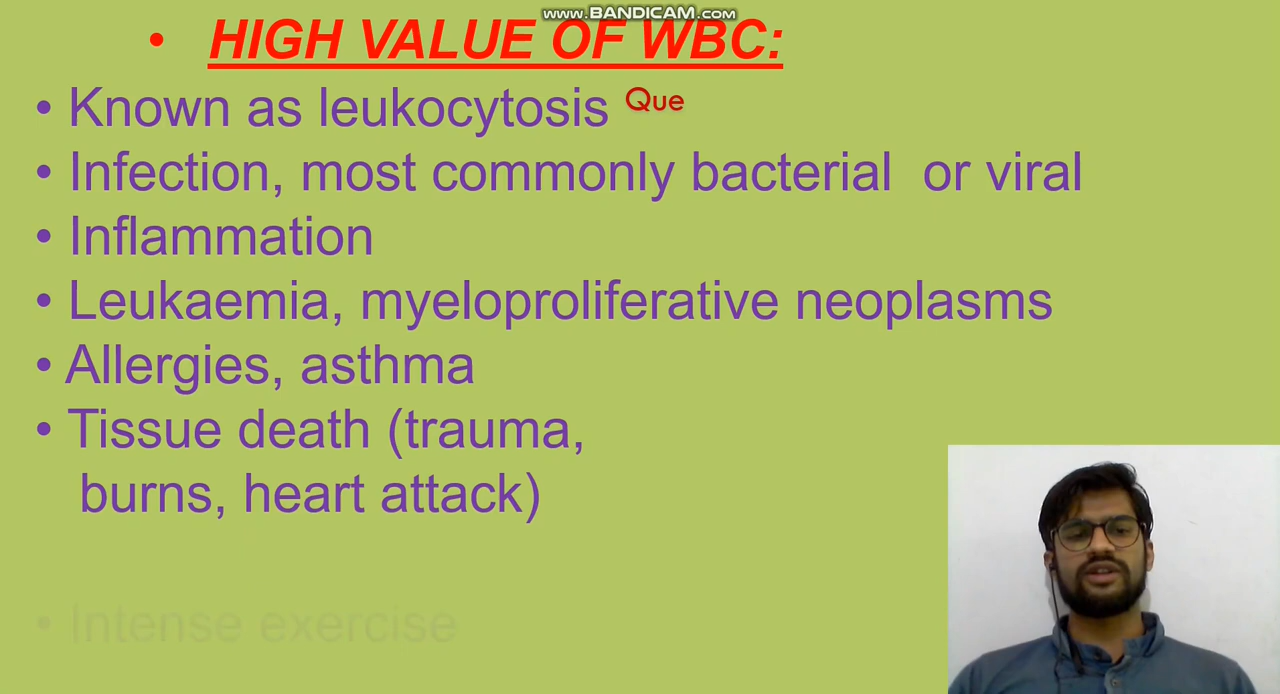 www.BANDICAM.com
• HIGH VALUE OF WBC:
• Known as leukocytosis Que
• Infection, most commonly bacterial or viral
• Inflammation
• Leukaemia, myeloproliferative neoplasms
• Allergies, asthma
• Tissue death (trauma,
burns, heart attack)
• Intense exercise